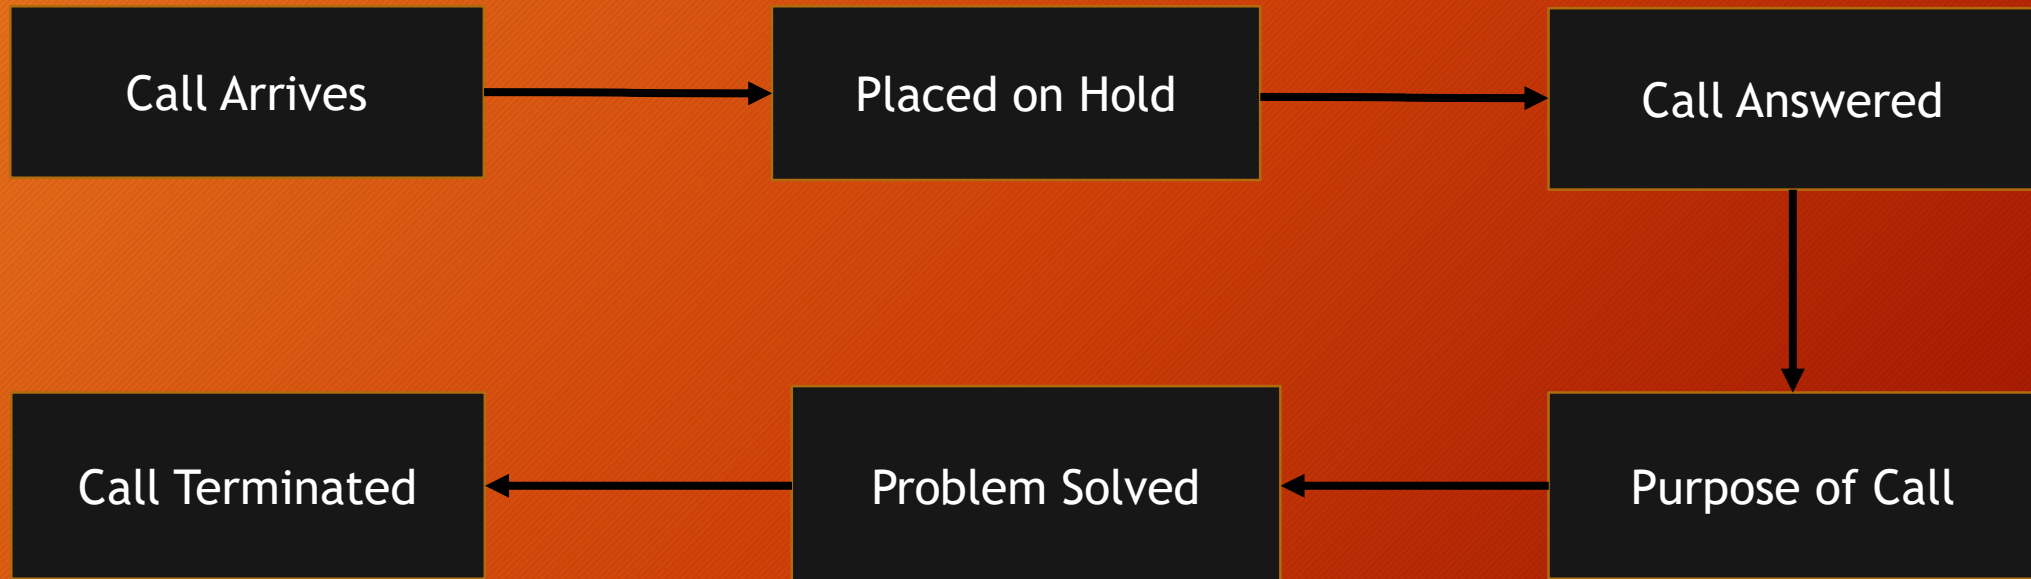 Call Arrives
Placed on Hold
Call Answered
Purpose of Call
Problem Solved
Call Terminated